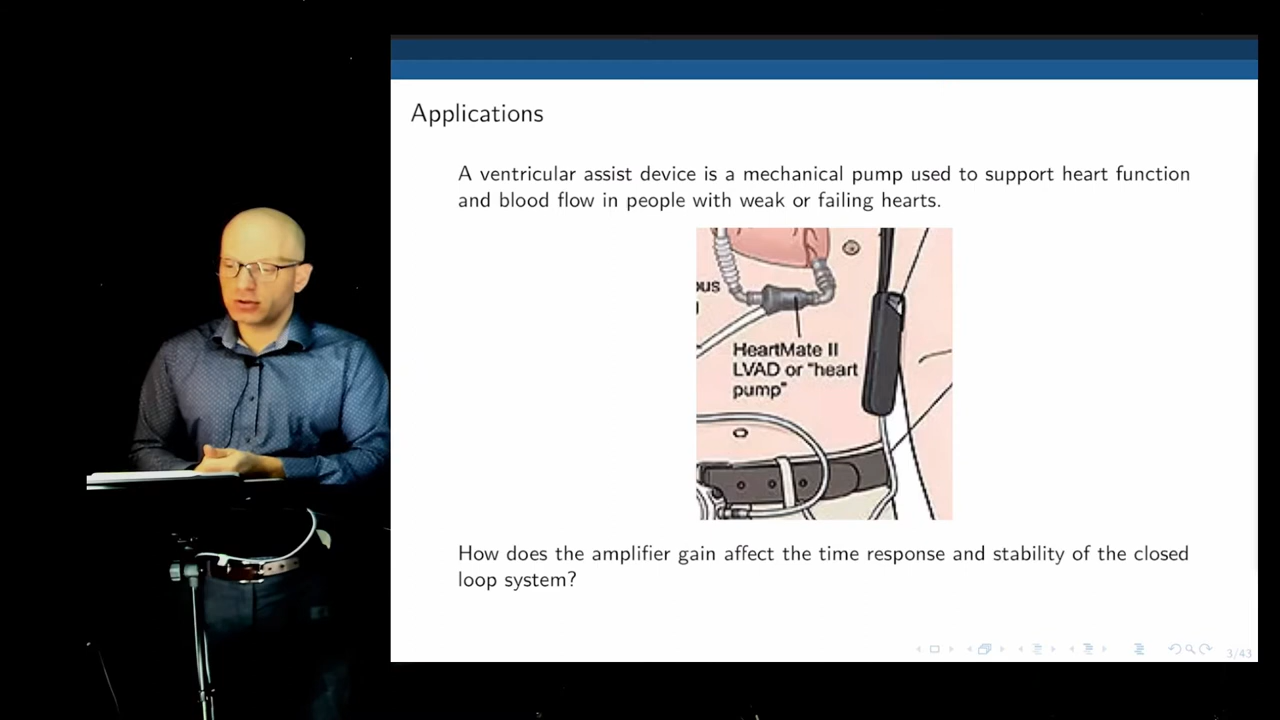 Applications
A ventricular assist device is a mechanical pump used to support heart function
and blood flow in people with weak or failing hearts.
HeartMate II
LVAD or "heart
pump"
How does the amplifier gain affect the time response and stability of the closed
loop system?
3/43